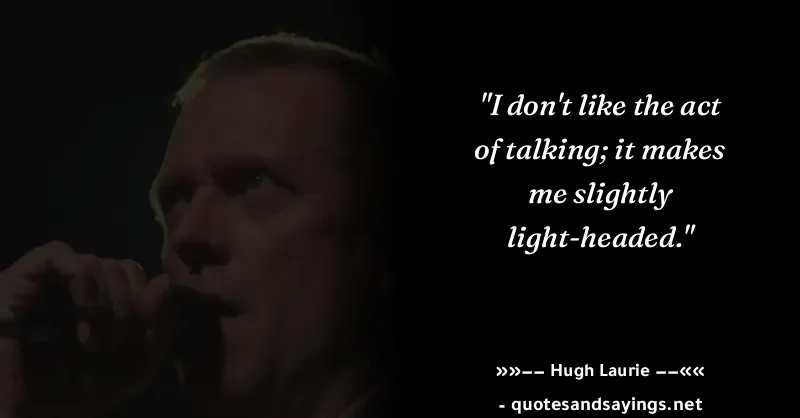 "I don't like the act
of talking; it makes
me slightly
light-headed."
»»–– Hugh Laurie ––««
- quotesandsayings.net